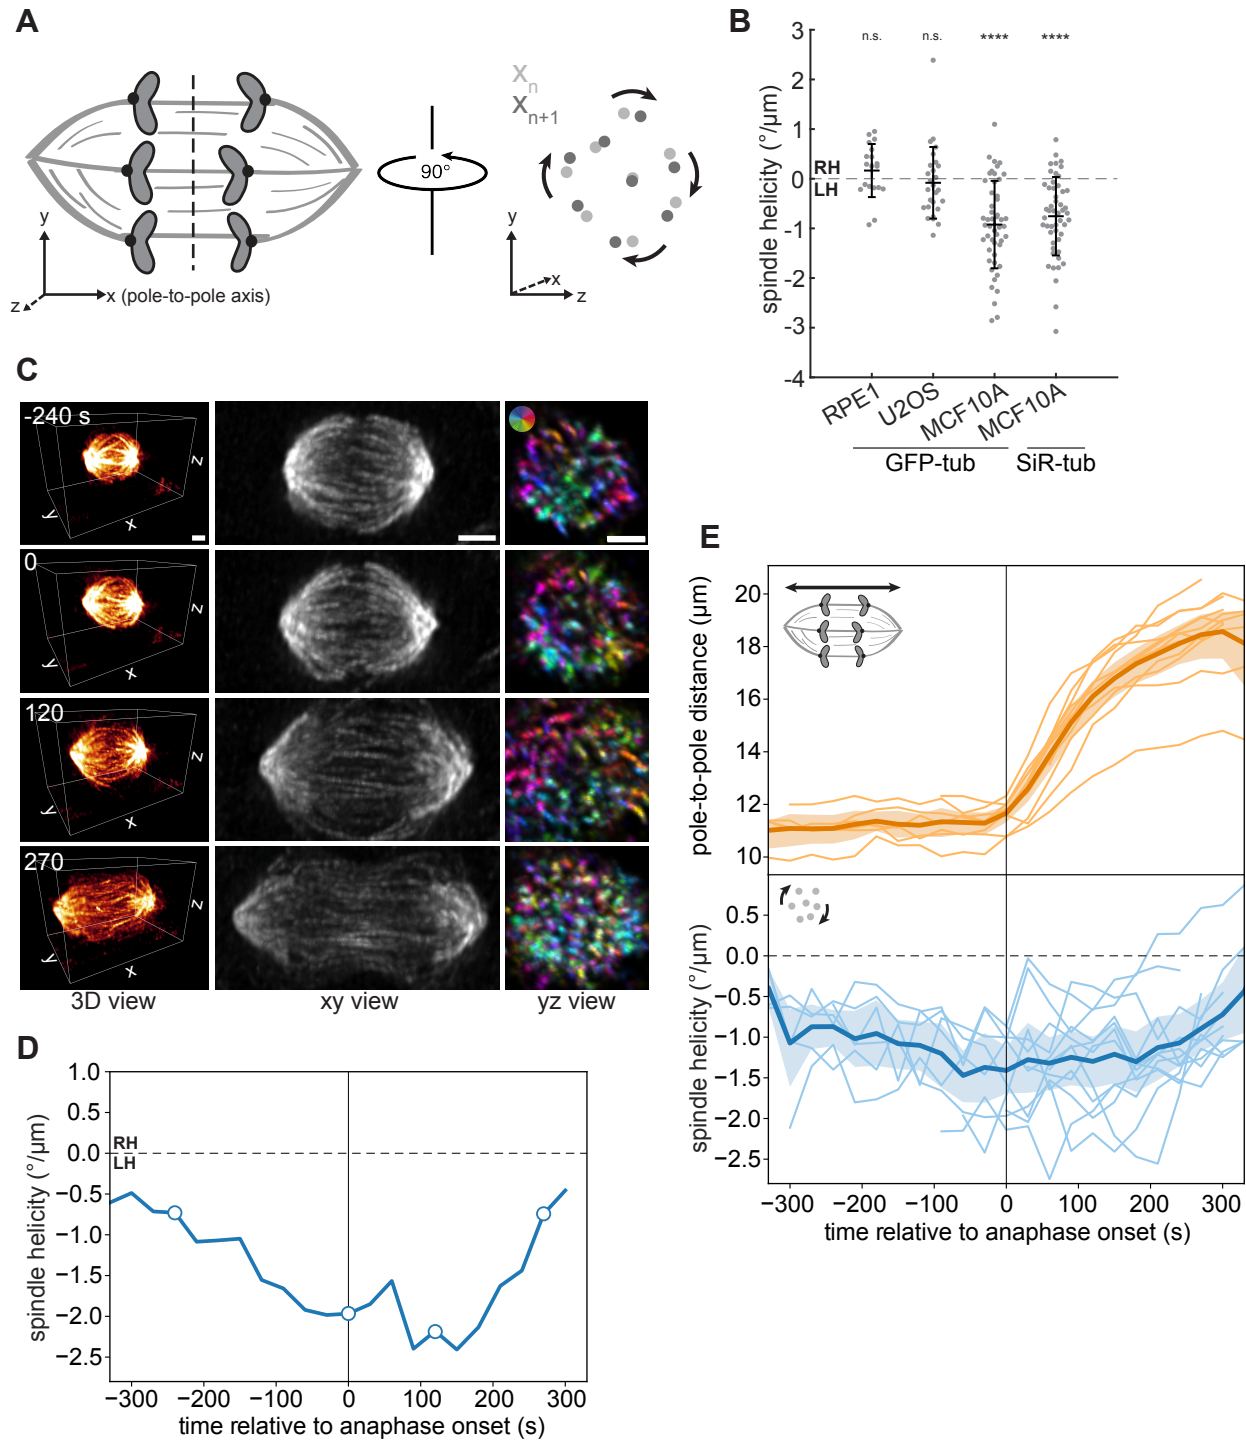 A
y
z
x (pole-to-pole axis)
90°
Xn
Xn+1
y
x
z
B
spindle helicity (°/µm)
3
2
1
0
-1
-2
-3
-4
RH
LH
n.s.
n.s.
****
****
RPE1
U2OS
MCF10A
MCF10A
GFP-tub
SiR-tub
C
-240 s
z
y
x
0
z
y
x
120
z
y
x
270
z
y
x
3D view
xy view
yz view
D
spindle helicity (°/µm)
1.0
0.5
0.0
−0.5
−1.0
−1.5
−2.0
−2.5
RH
LH
−300
−200
−100
0
100
200
300
time relative to anaphase onset (s)
E
pole-to-pole distance (µm)
20
18
16
14
12
10
spindle helicity (°/µm)
0.5
0.0
−0.5
−1.0
−1.5
−2.0
−2.5
−300
−200
−100
0
100
200
300
time relative to anaphase onset (s)